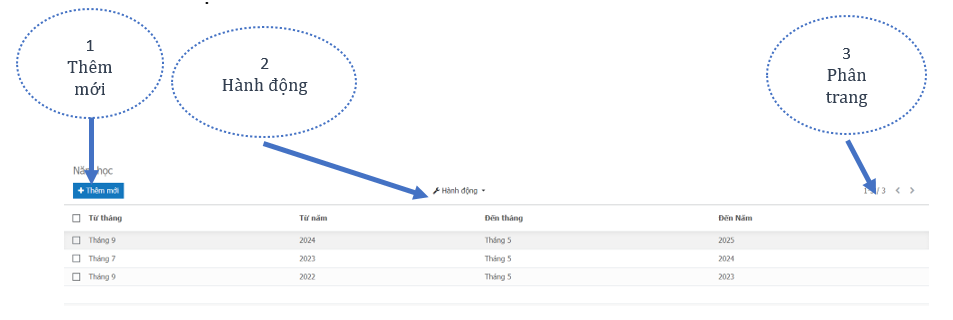 1
Thêm
mới
2
Hành động
3
Phân
trang
Năm học
+ Thêm mới
Hành động
/ 3
Từ tháng Từ năm Đến tháng Đến Năm
Tháng 9 2024 Tháng 5 2025
Tháng 7 2023 Tháng 5 2024
Tháng 9 2022 Tháng 5 2023